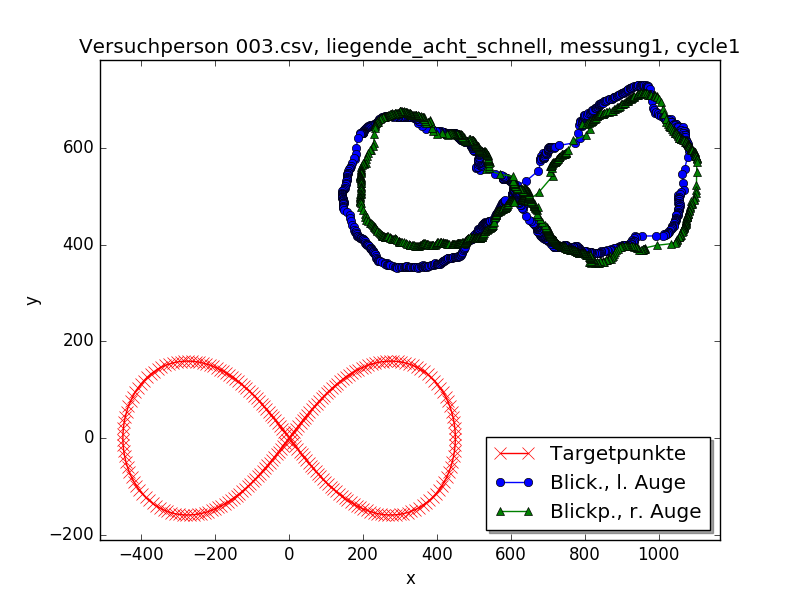 Versuchperson 003.csv, liegende_acht_schnell, messung1, cycle1
600
400
y
200
0
−200
Targetpunkte
Blick., l. Auge
Blickp., r. Auge
−400 −200 0 200 400 600 800 1000
x